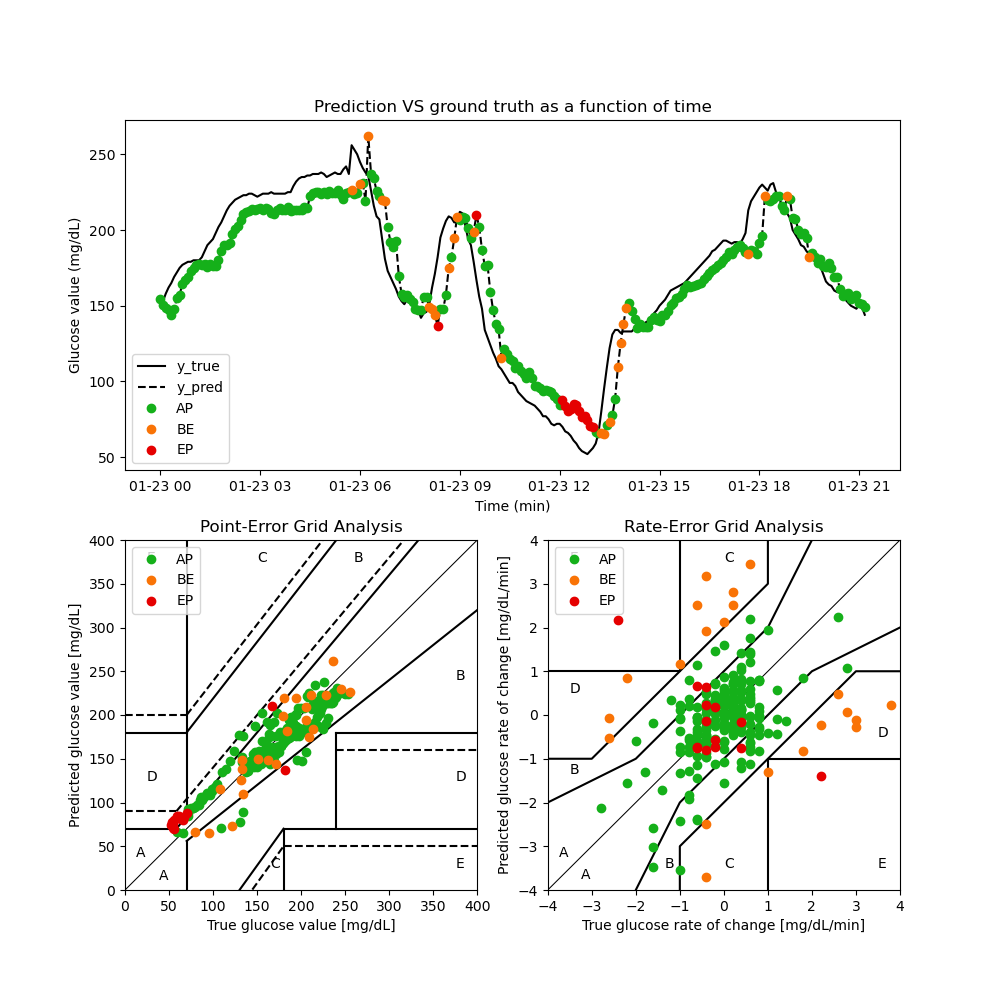 Prediction VS ground truth as a function of time
Glucose value (mg/dL)
250
200
150
100
50
y_true
y_pred
AP
BE
EP
01-23 00 01-23 03 01-23 06 01-23 09 01-23 12 01-23 15 01-23 18 01-23 21
Time (min)
Point-Error Grid Analysis
Predicted glucose value [mg/dL]
400
350
300
250
200
150
100
50
0
AP
BE
EP
C
B
B
D
D
A
A
C
E
0 50 100 150 200 250 300 350 400
True glucose value [mg/dL]
Rate-Error Grid Analysis
Predicted glucose rate of change [mg/dL/min]
4
3
2
1
0
−1
−2
−3
−4
AP
BE
EP
C
D
D
B
A
A
B
C
E
−4 −3 −2 −1 0 1 2 3 4
True glucose rate of change [mg/dL/min]